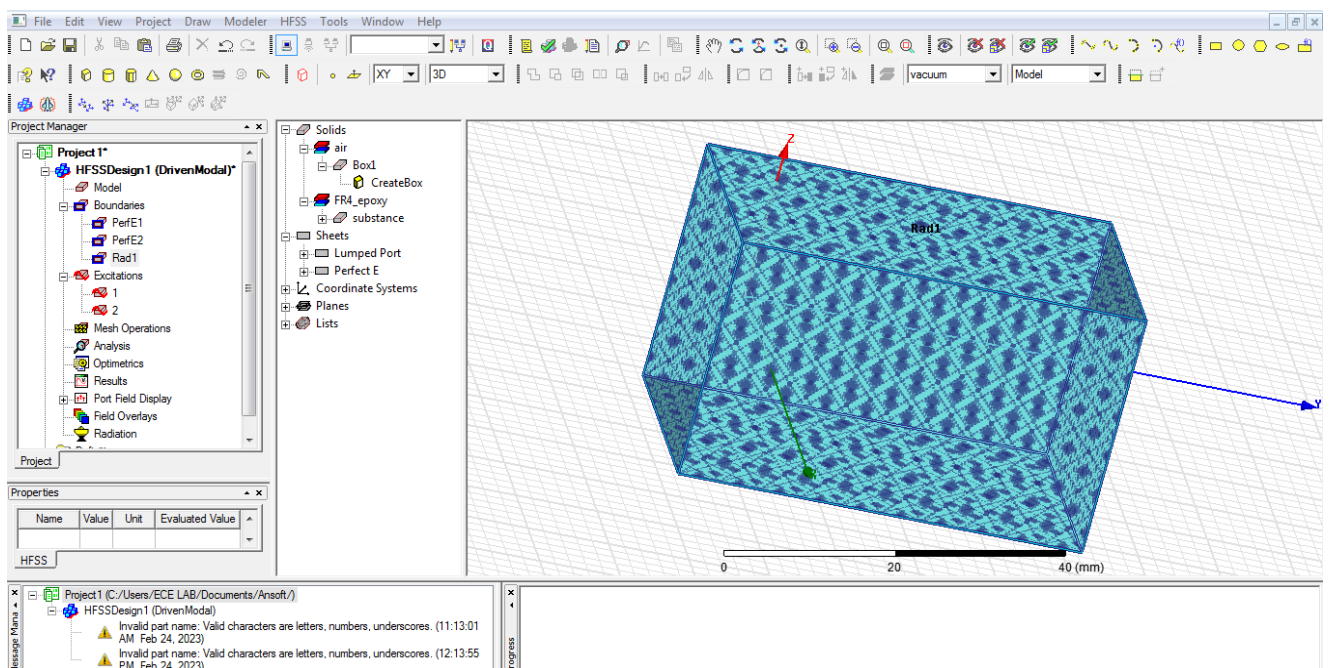 File Edit View Project Draw Modeler HFSS Tools Window Help
XY 3D vacuum Model
Project Manager
Project1*
HFSSDesign1 (DrivenModal)*
Model
Boundaries
PerfE1
PerfE2
Rad1
Excitations
1
2
Mesh Operations
Analysis
Optimetrics
Results
Port Field Display
Field Overlays
Radiation
Project
Properties
Name Value Unit Evaluated Value
HFSS
Solids
air
Box1
CreateBox
FR4_epoxy
substance
Sheets
Lumped Port
Perfect E
Coordinate Systems
Planes
Lists
Z
Rad1
Y
0 20 40 (mm)
Project1 (C:/Users/ECE LAB/Documents/Ansoft/)
HFSSDesign1 (DrivenModal)
Invalid part name: Valid characters are letters, numbers, underscores. (11:13:01
AM Feb 24, 2023)
Invalid part name: Valid characters are letters, numbers, underscores. (12:13:55
PM Feb 24, 2023)